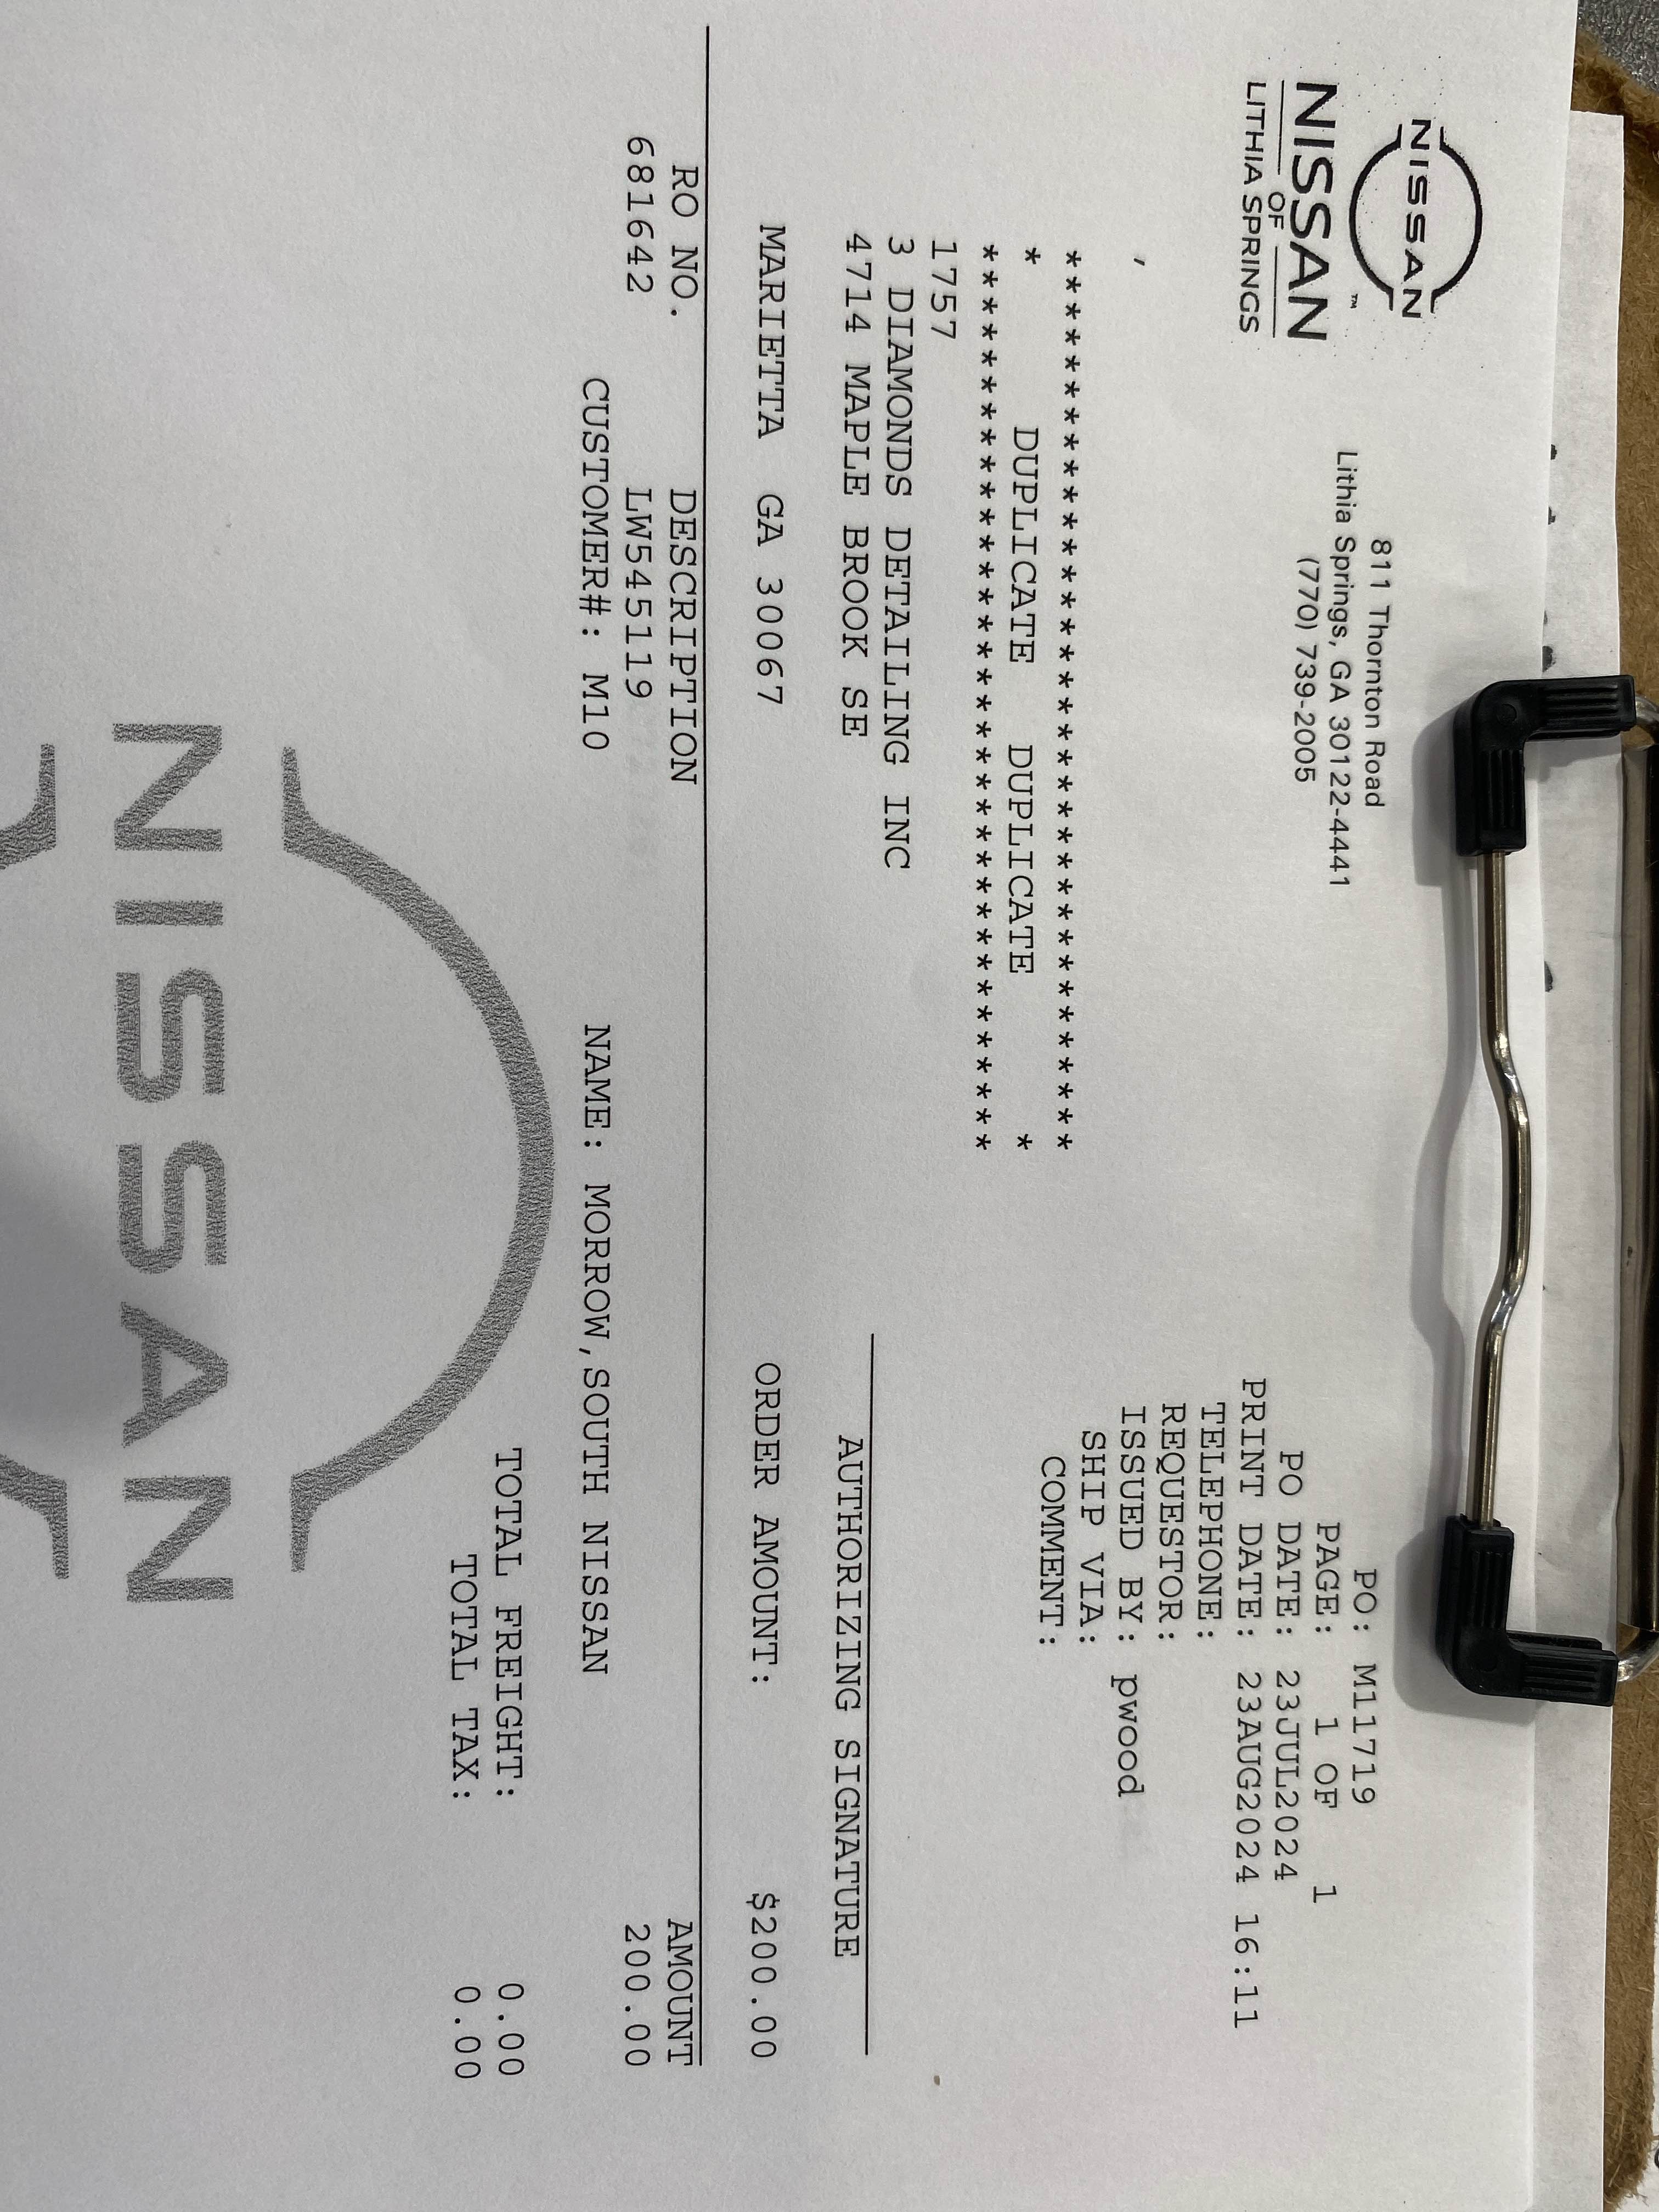 NISSAN
NISSAN
OF
LITHIA SPRINGS
811 Thornton Road
Lithia Springs, GA 30122-4441
(770) 739-2005
PO: M11719
PAGE: 1 OF 1
PO DATE: 23JUL2024
PRINT DATE: 23AUG2024 16:11
TELEPHONE:
REQUESTOR:
ISSUED BY: pwood
SHIP VIA:
COMMENT:
,
***********************************
* DUPLICATE DUPLICATE *
***********************************
1757
3 DIAMONDS DETAILING INC
4714 MAPLE BROOK SE
MARIETTA GA 30067
AUTHORIZING SIGNATURE
ORDER AMOUNT: $200.00
RO NO. DESCRIPTION AMOUNT
681642 LW545119 200.00
CUSTOMER#: M10 NAME: MORROW,SOUTH NISSAN
TOTAL FREIGHT: 0.00
TOTAL TAX: 0.00
NISSAN